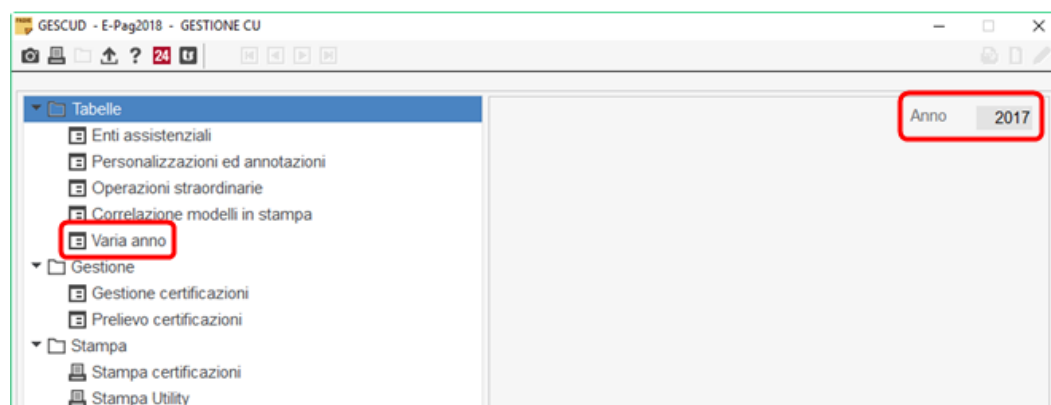 GESCUD - E-Pag2018 - GESTIONE CU
? 24
Tabelle
Anno 2017
Enti assistenziali
Personalizzazioni ed annotazioni
Operazioni straordinarie
Correlazione modelli in stampa
Varia anno
Gestione
Gestione certificazioni
Prelievo certificazioni
Stampa
Stampa certificazioni
Stampa Utility